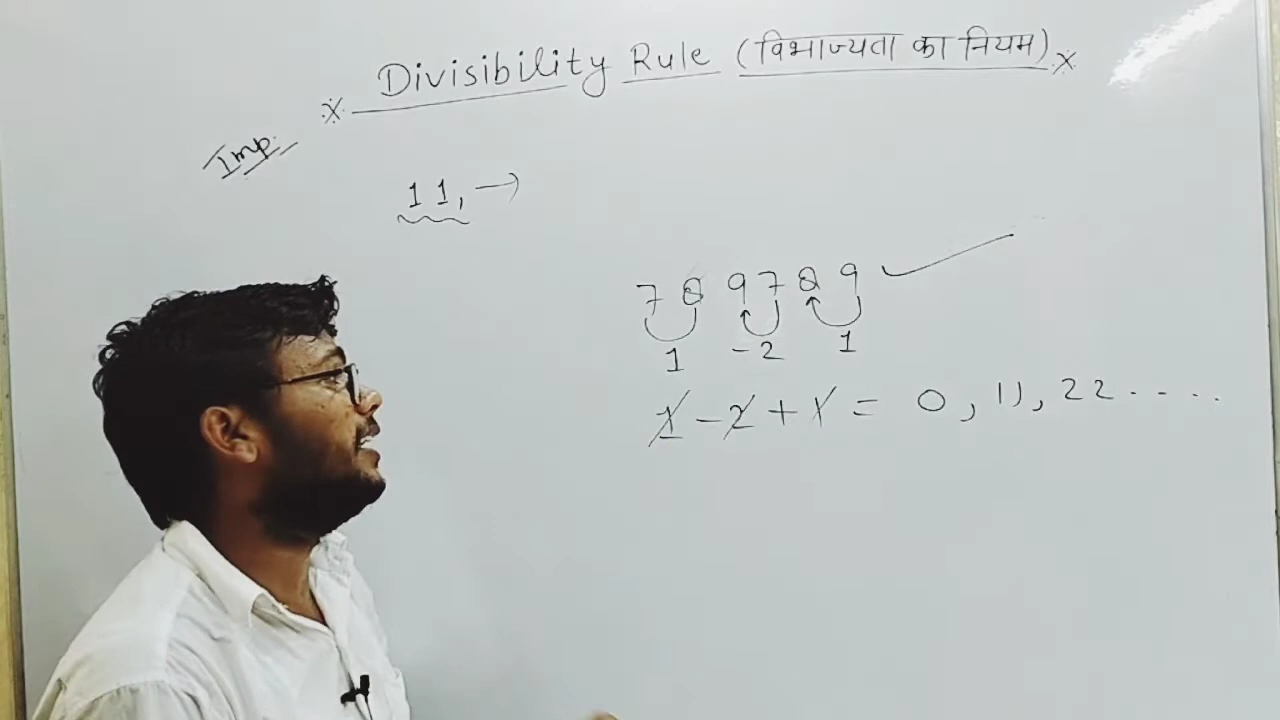 ※ Divisibility Rule (विभाज्यता का नियम) ※
Imp.
11, →
7 8 9 7 8 9 ✓
1 -2 1
1 - 2 + 1 = 0, 11, 22 - - - - .